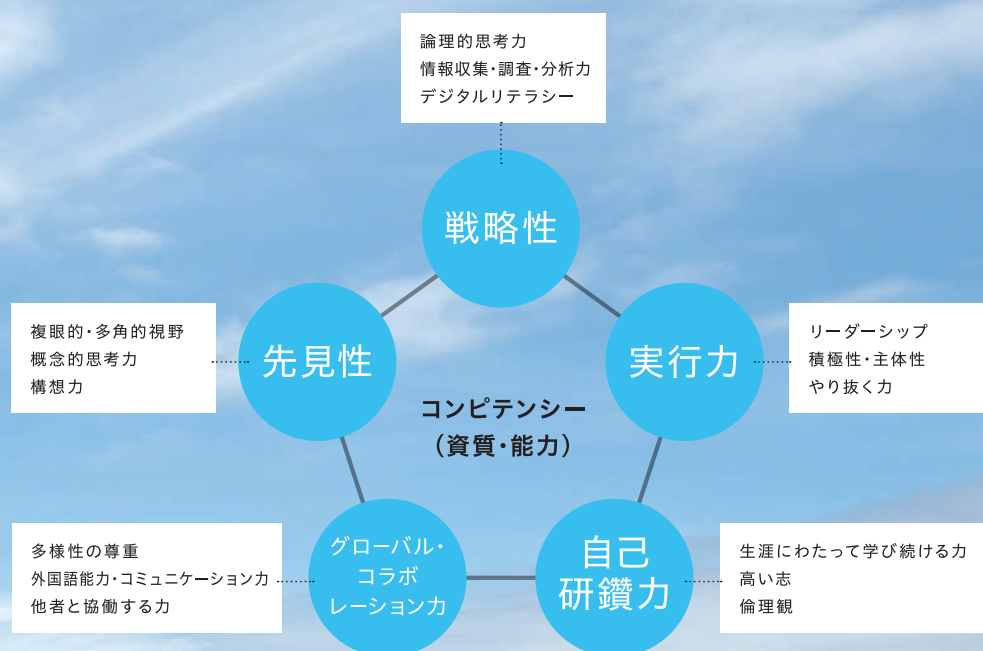 論理的思考力
情報収集・調査・分析力
デジタルリテラシー
戦略性
複眼的・多角的視野
概念的思考力
構想力
先見性
実行力
リーダーシップ
積極性・主体性
やり抜く力
コンピテンシー
（資質・能力）
多様性の尊重
外国語能力・コミュニケーション力
他者と協働する力
グローバル・
コラボ
レーション力
自己
研鑽力
生涯にわたって学び続ける力
高い志
倫理観